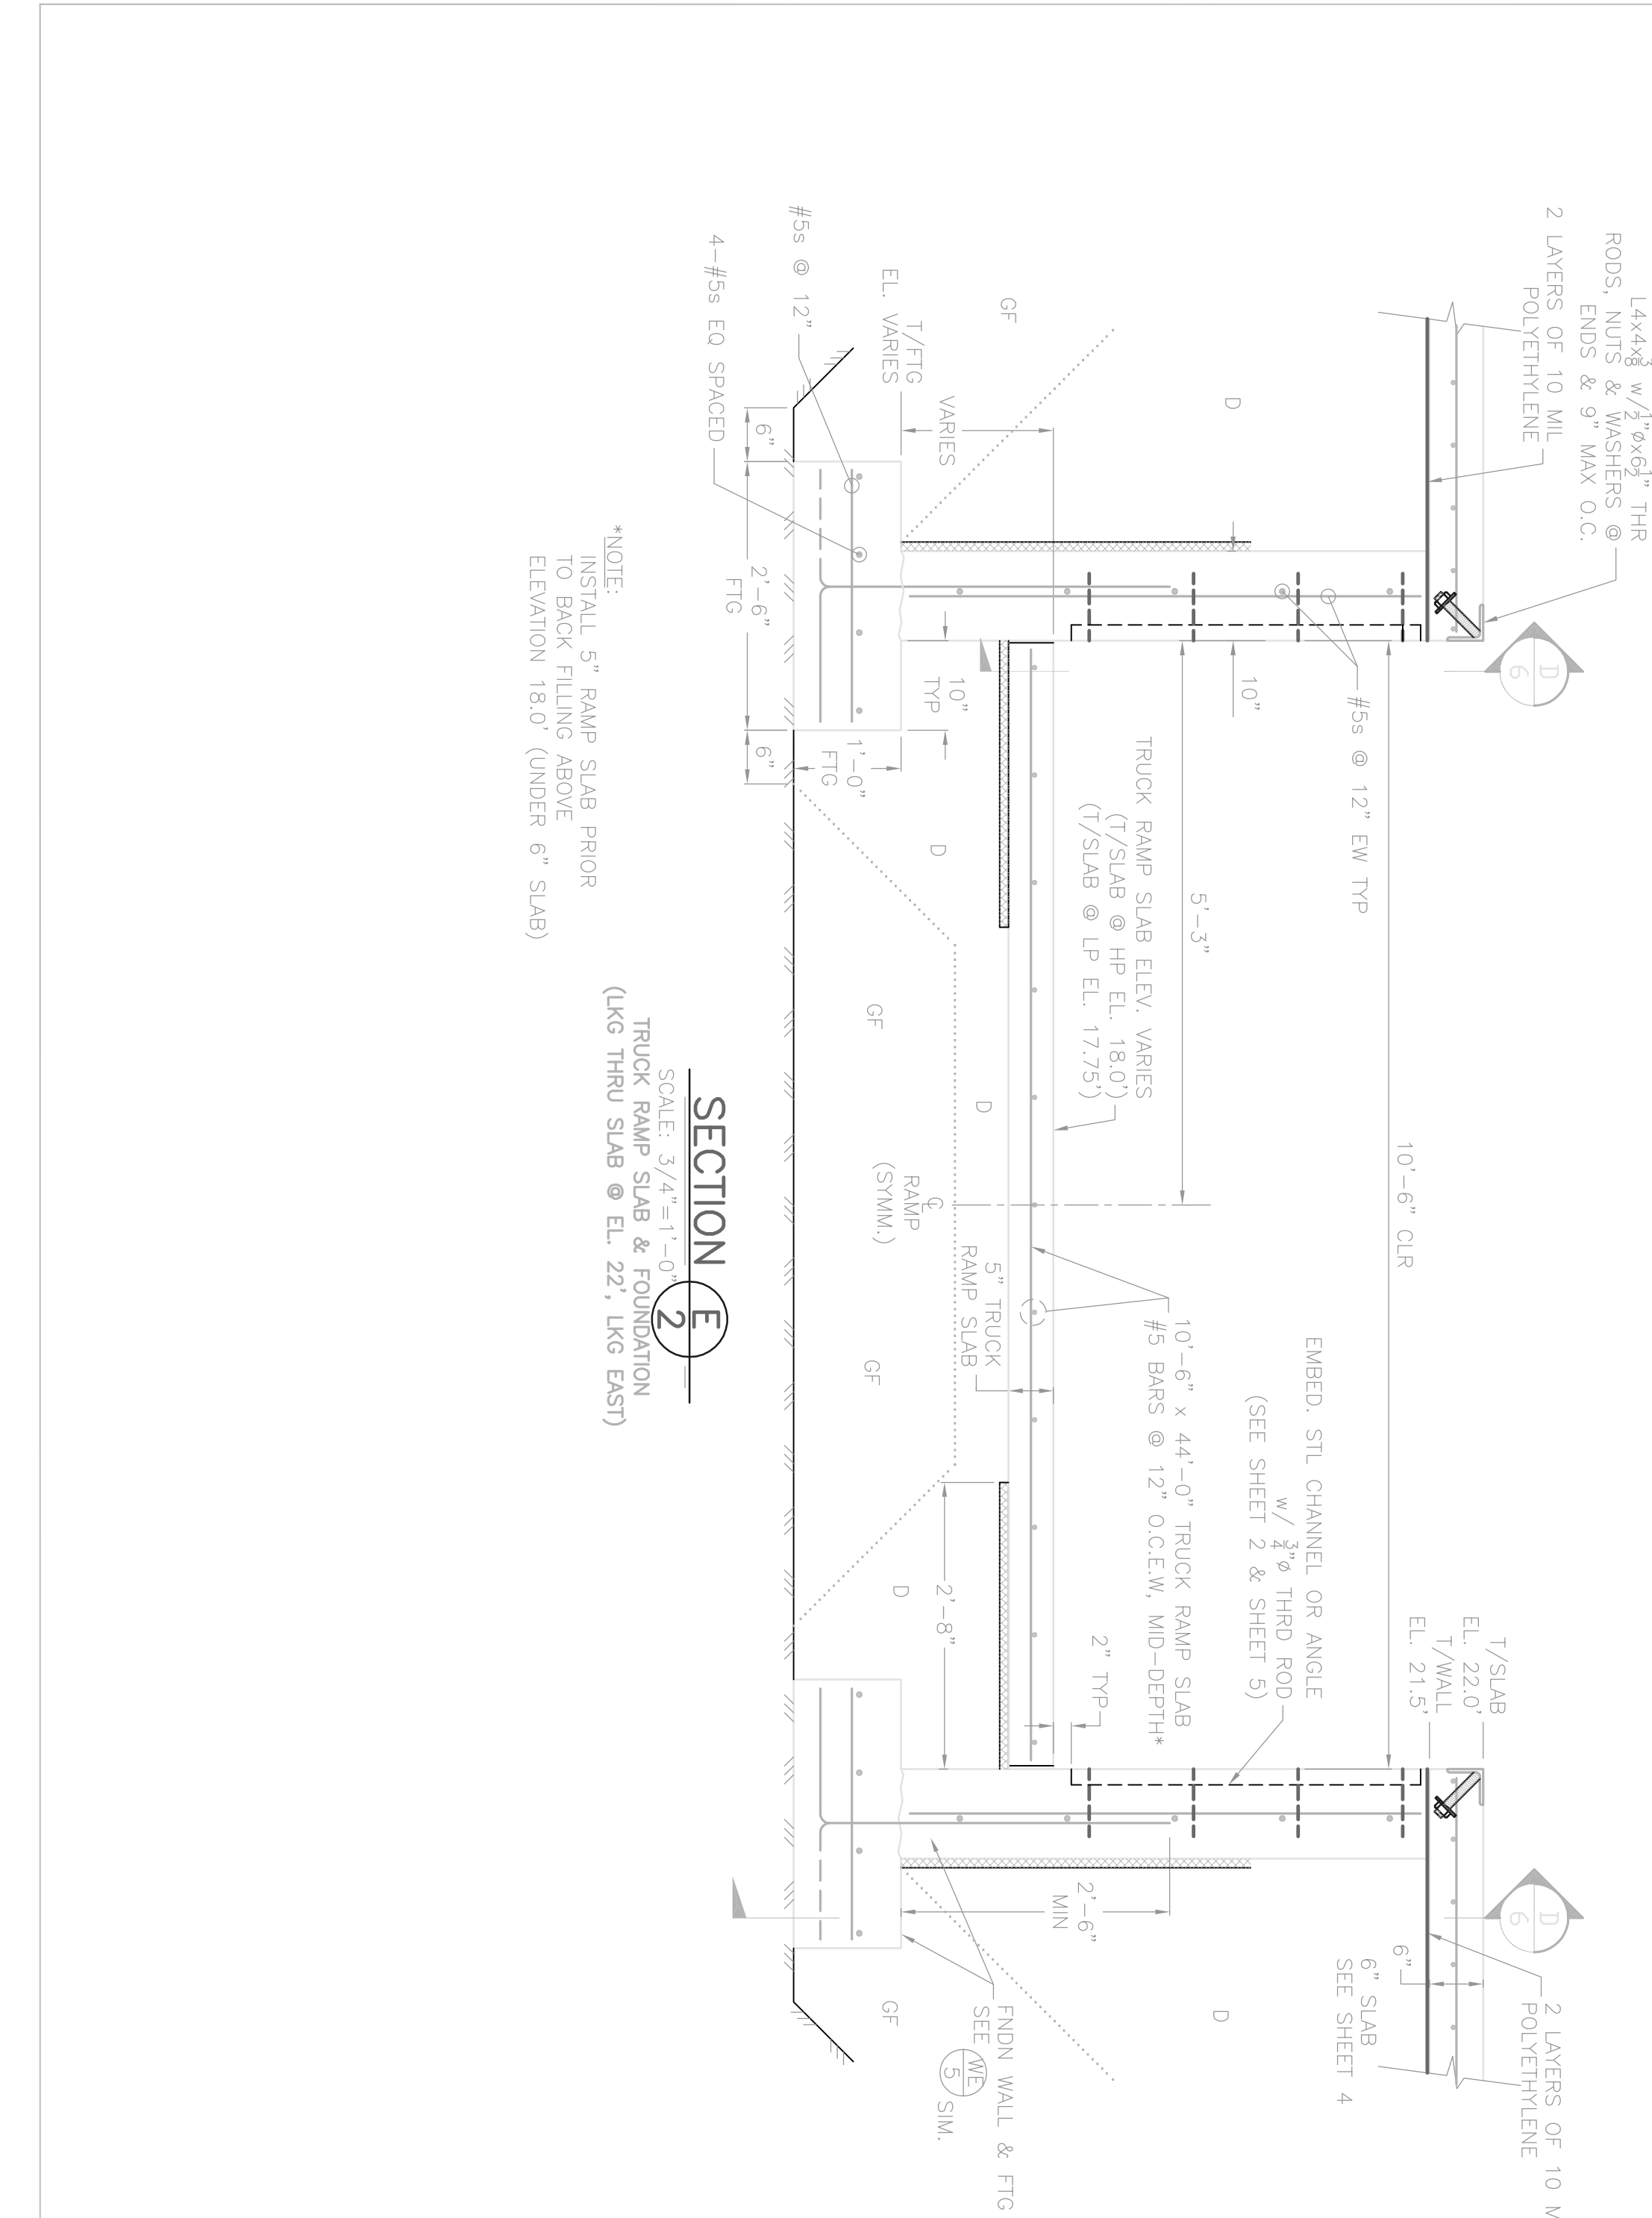 L4x4x3/8 w/1/2"øx6 1/2" THR
RODS, NUTS & WASHERS @
ENDS & 9" MAX O.C.
2 LAYERS OF 10 MIL
POLYETHYLENE
D
6
T/SLAB
EL. 22.0'
T/WALL
EL. 21.5'
D
6
2 LAYERS OF 10 M
POLYETHYLENE
6"
6" SLAB
SEE SHEET 4
10'-6" CLR
#5s @ 12" EW TYP
EMBED. STL CHANNEL OR ANGLE
w/ 3/4"ø THRD ROD
(SEE SHEET 2 & SHEET 5)
D
10"
5'-3"
D
TRUCK RAMP SLAB ELEV. VARIES
(T/SLAB @ HP EL. 18.0')
(T/SLAB @ LP EL. 17.75')
10'-6" x 44'-0" TRUCK RAMP SLAB
#5 BARS @ 12" O.C.E.W, MID-DEPTH*
2" TYP
2'-6"
MIN
GF
VARIES
T/FTG
EL. VARIES
10"
TYP
D
D
5" TRUCK
RAMP SLAB
CL
RAMP
(SYMM.)
2'-8"
D
FNDN WALL & FTG
SEE
WE
5
SIM.
GF
GF
GF
1'-0"
FTG
#5s @ 12"
6"
2'-6"
FTG
6"
4-#5s EQ SPACED
*NOTE:
INSTALL 5" RAMP SLAB PRIOR
TO BACK FILLING ABOVE
ELEVATION 18.0' (UNDER 6" SLAB)
SECTION
E
2
SCALE: 3/4"=1'-0"
TRUCK RAMP SLAB & FOUNDATION
(LKG THRU SLAB @ EL. 22', LKG EAST)